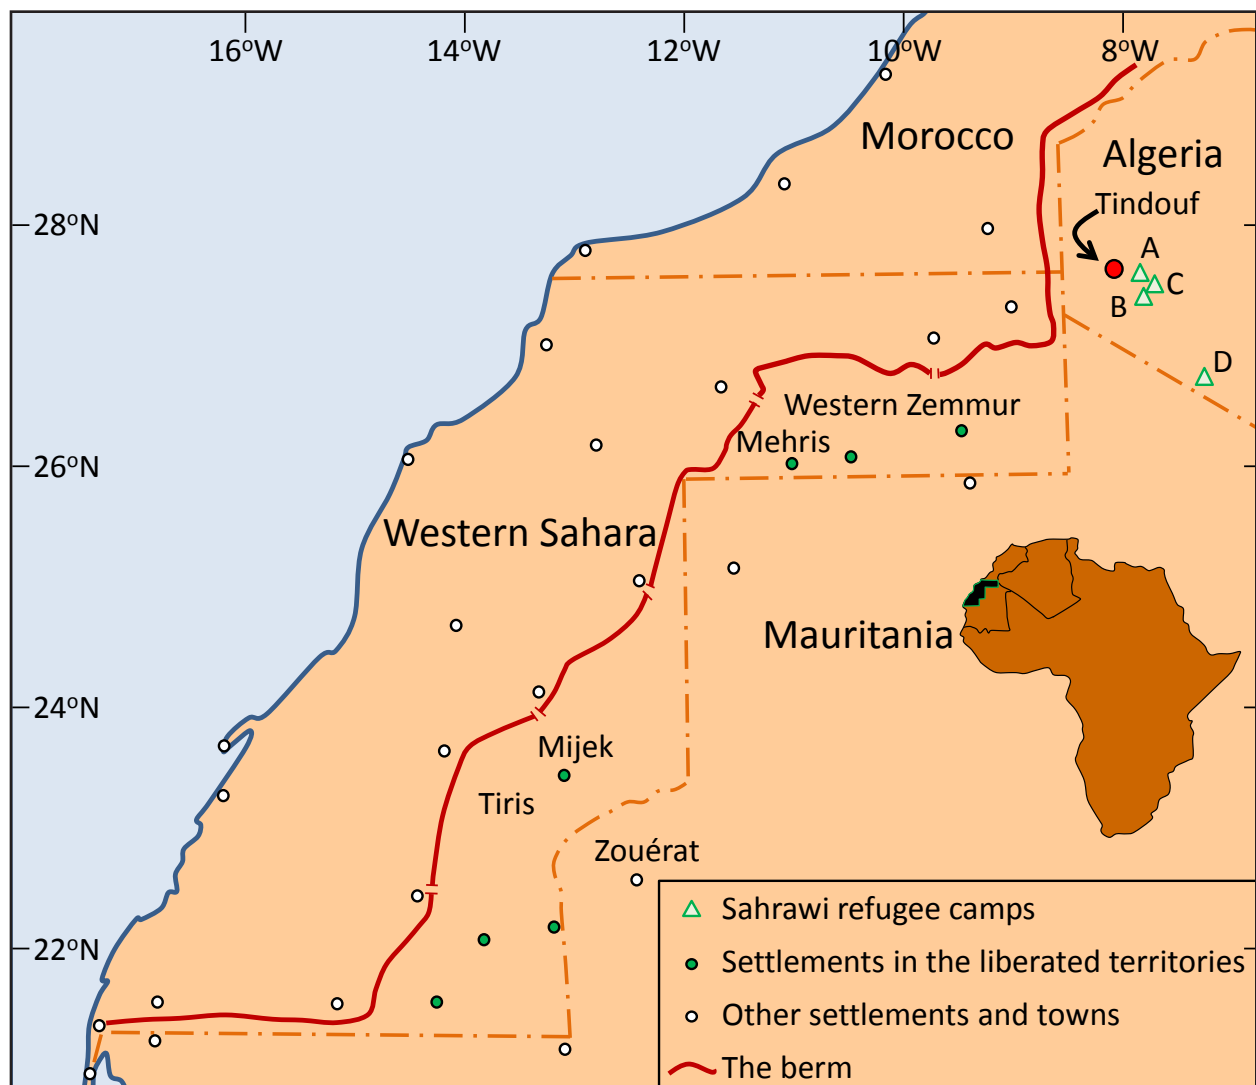 16°W
14°W
12°W
10°W
8°W
Morocco
Algeria
Tindouf
28°N
A
C
B
D
Western Zemmur
Mehris
26°N
Western Sahara
Mauritania
24°N
Mijek
Tiris
Zouérat
22°N
Sahrawi refugee camps
Settlements in the liberated territories
Other settlements and towns
The berm